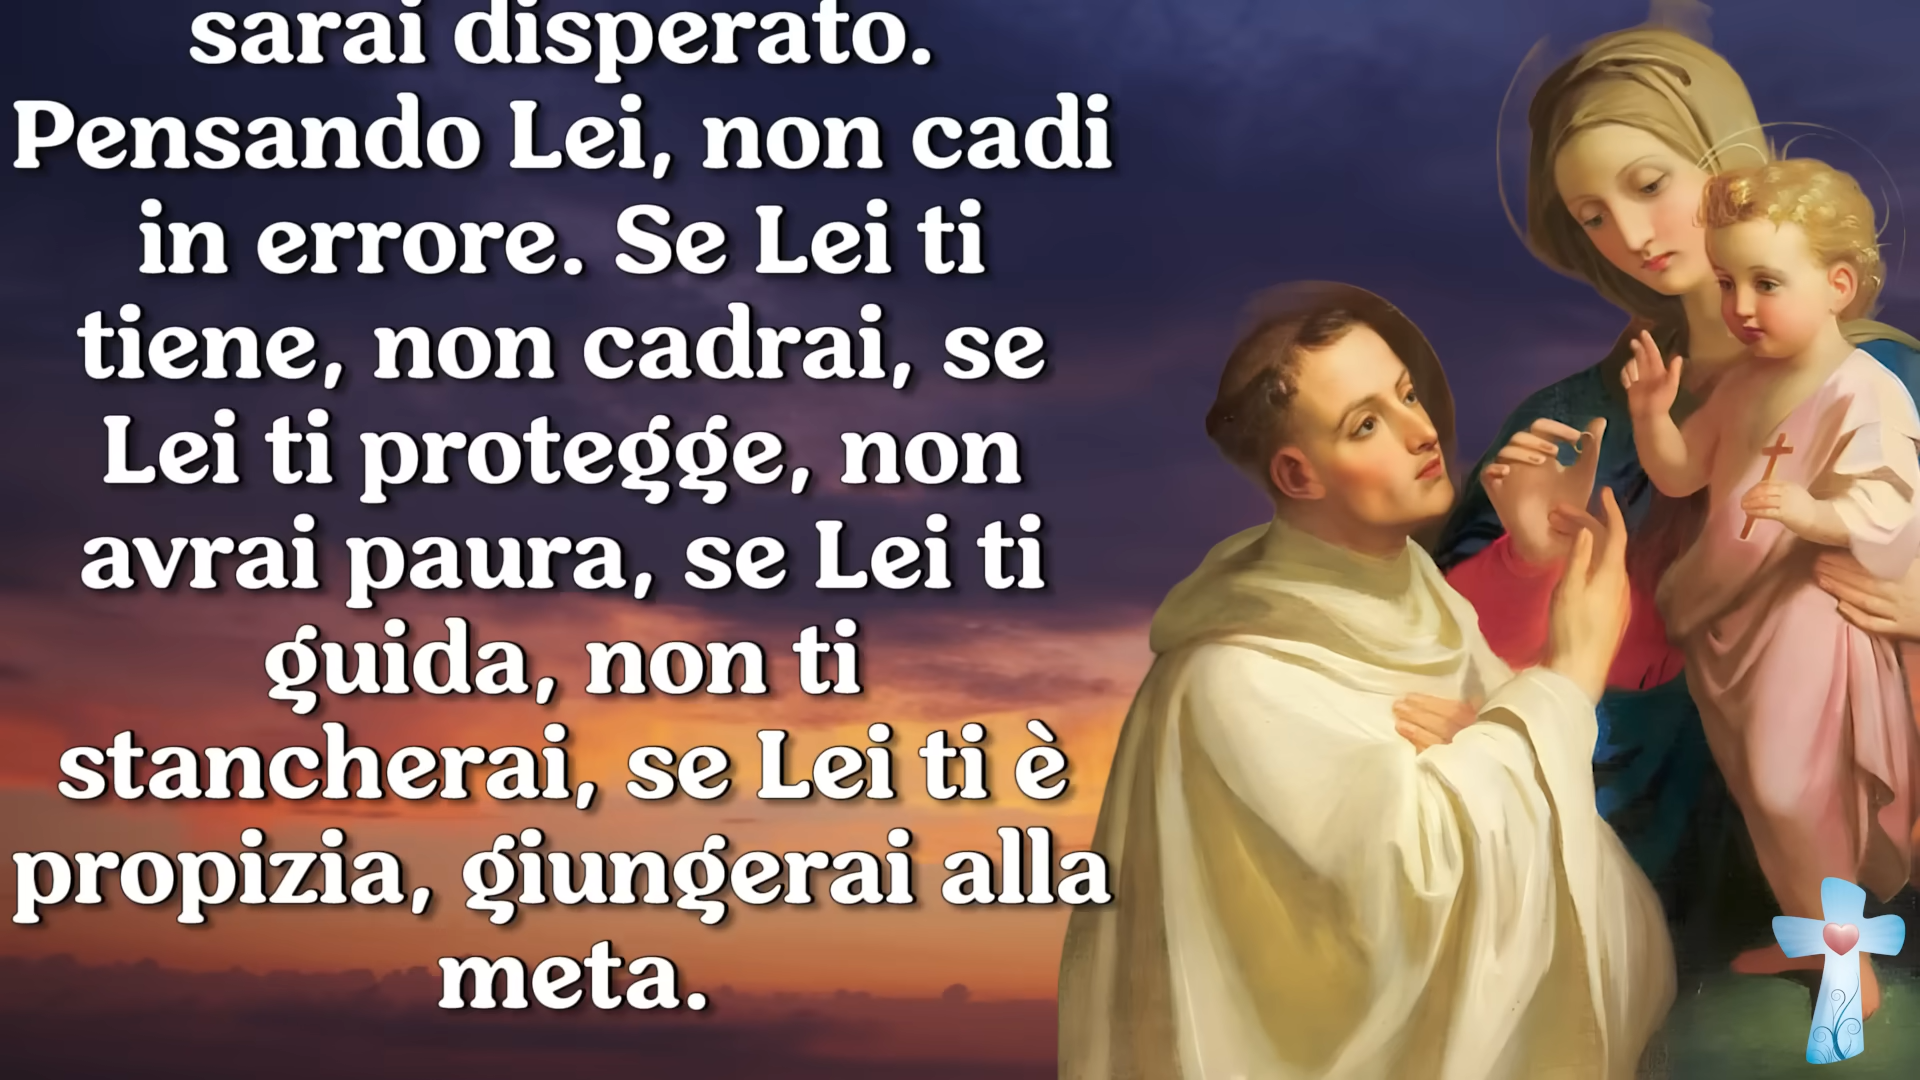 sarai disperato.
Pensando Lei, non cadi
in errore. Se Lei ti
tiene, non cadrai, se
Lei ti protegge, non
avrai paura, se Lei ti
guida, non ti
stancherai, se Lei ti è
propizia, giungerai alla
meta.